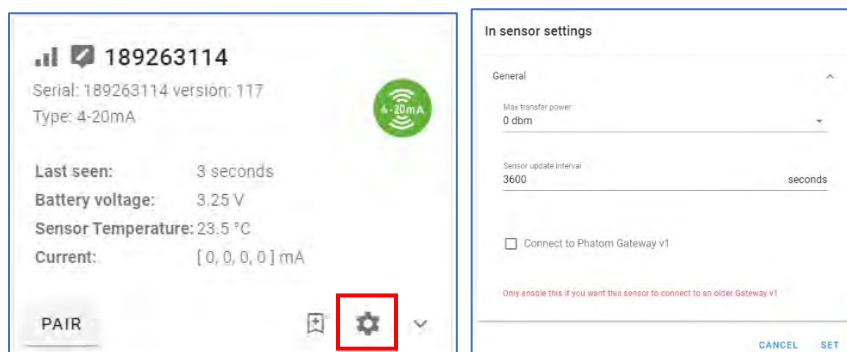 189263114
Serial: 189263114 version: 117
Type: 4-20mA
4-20mA
Last seen: 3 seconds
Battery voltage: 3.25 V
Sensor Temperature: 23.5 °C
Current: [ 0, 0, 0, 0 ] mA
PAIR
In sensor settings
General
Max transfer power
0 dbm
Sensor update interval
3600 seconds
Connect to Phatom Gateway v1
Only enable this if you want this sensor to connect to an older Gateway v1
CANCEL SET